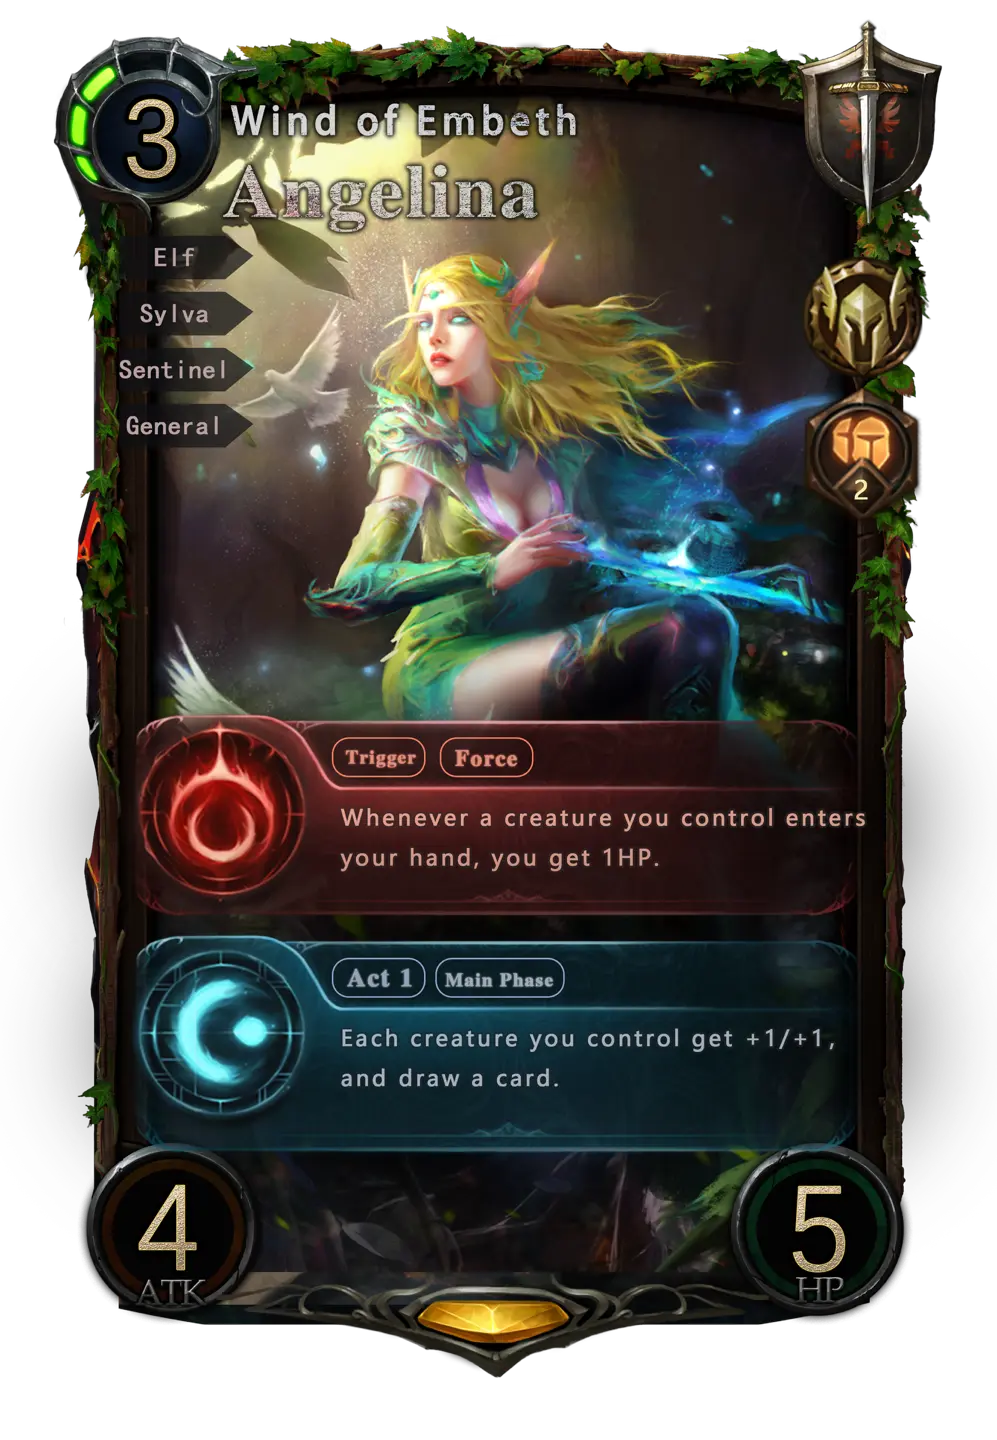 3
Wind of Embeth
Angelina
Elf
Sylva
Sentinel
General
2
Trigger Force
Whenever a creature you control enters
your hand, you get 1HP.
Act 1 Main Phase
Each creature you control get +1/+1,
and draw a card.
4
ATK
5
HP